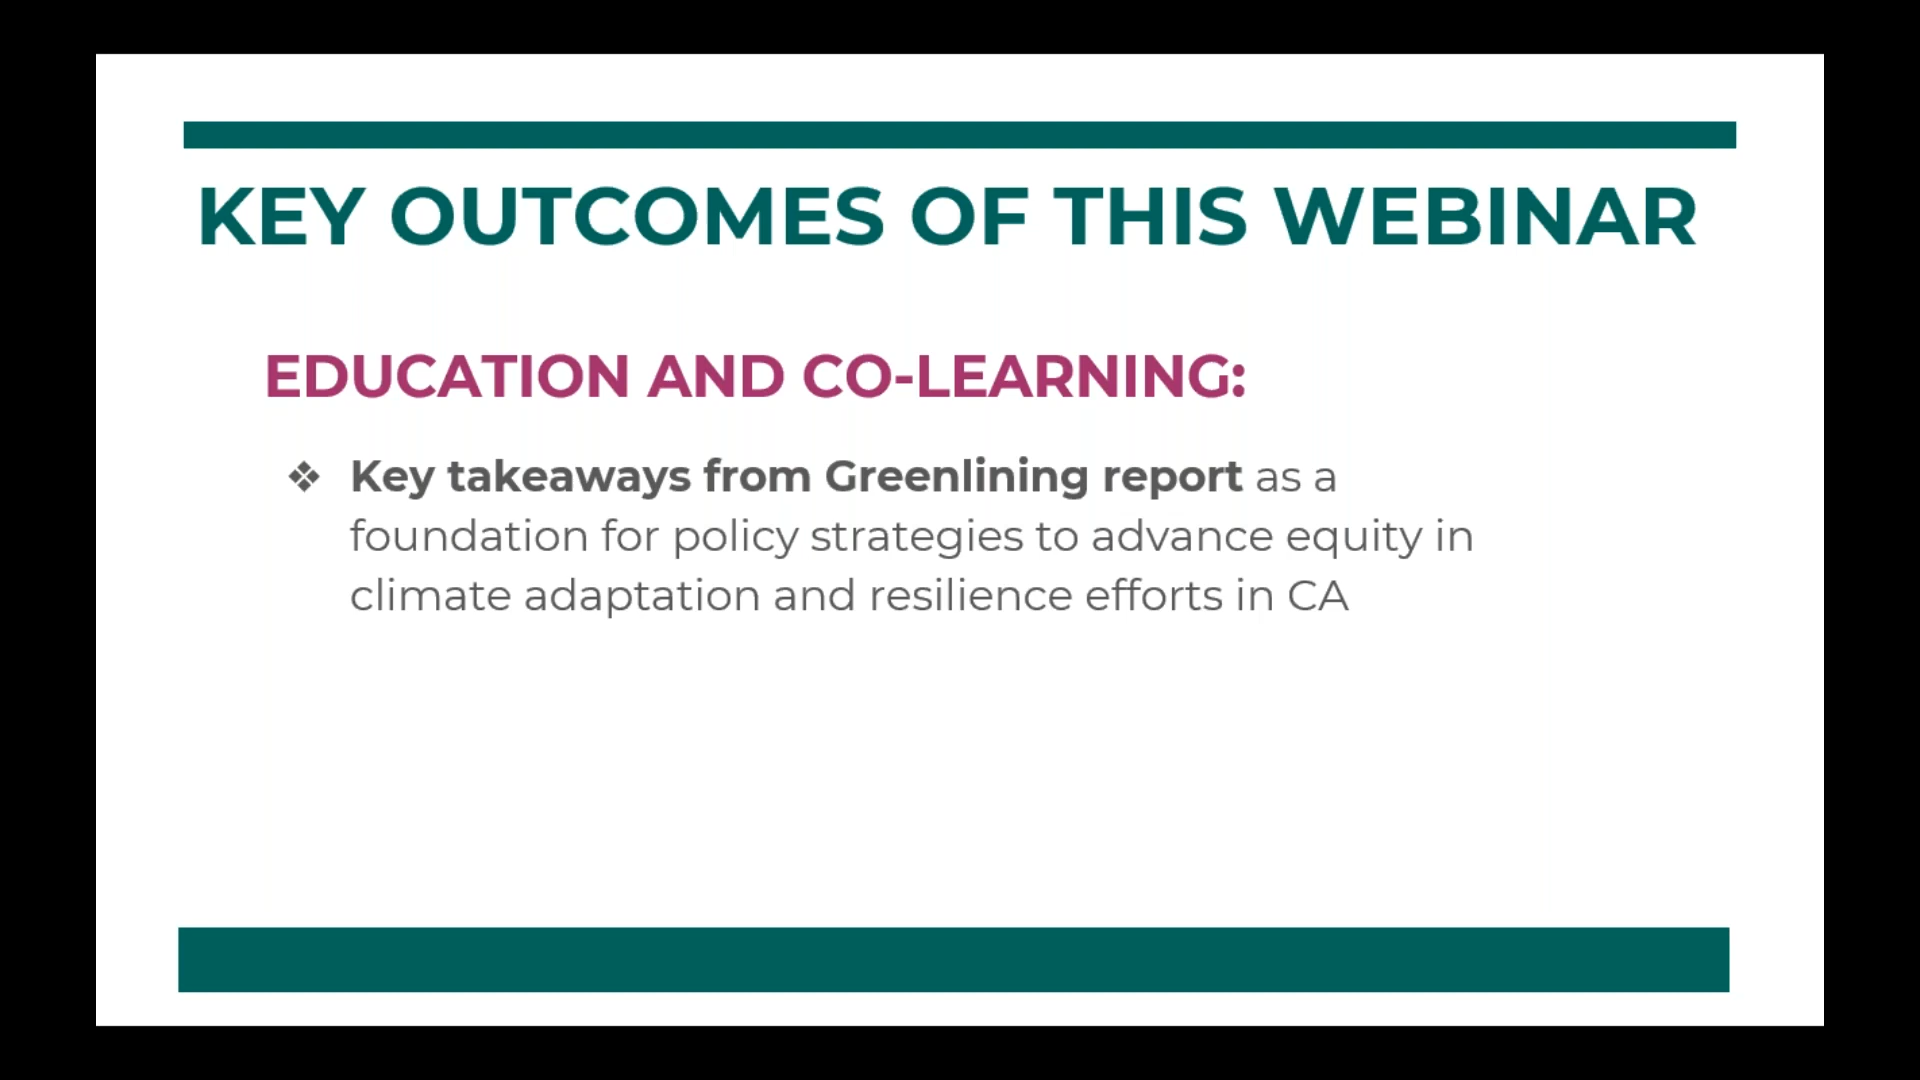 KEY OUTCOMES OF THIS WEBINAR
EDUCATION AND CO-LEARNING:
❖ Key takeaways from Greenlining report as a
foundation for policy strategies to advance equity in
climate adaptation and resilience efforts in CA